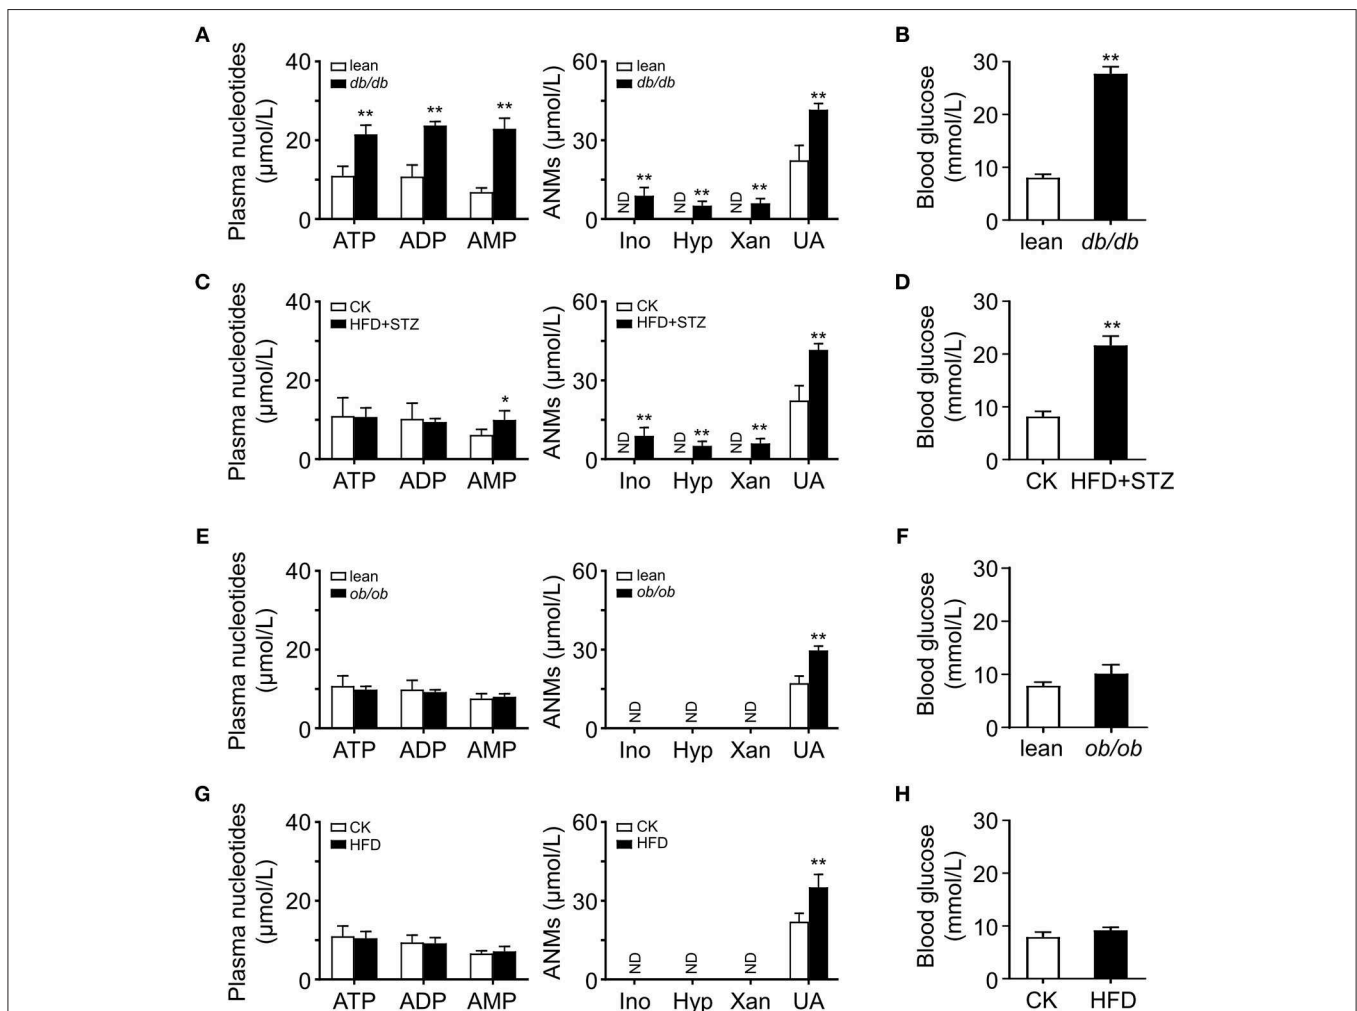 A
Plasma nucleotides
(µmol/L)
40
20
0
lean
db/db
** ** **
ATP ADP AMP
ANMs (µmol/L)
60
30
0
lean
db/db
ND ** ND ** ND ** **
Ino Hyp Xan UA
B
Blood glucose
(mmol/L)
30
20
10
0
**
lean db/db
C
Plasma nucleotides
(µmol/L)
40
20
0
CK
HFD+STZ
*
ATP ADP AMP
ANMs (µmol/L)
60
30
0
CK
HFD+STZ
ND ** ND ** ND ** **
Ino Hyp Xan UA
D
Blood glucose
(mmol/L)
30
20
10
0
**
CK HFD+STZ
E
Plasma nucleotides
(µmol/L)
40
20
0
lean
ob/ob
ATP ADP AMP
ANMs (µmol/L)
60
30
0
lean
ob/ob
ND ND ND **
Ino Hyp Xan UA
F
Blood glucose
(mmol/L)
30
20
10
0
lean ob/ob
G
Plasma nucleotides
(µmol/L)
40
20
0
CK
HFD
ATP ADP AMP
ANMs (µmol/L)
60
30
0
CK
HFD
ND ND ND **
Ino Hyp Xan UA
H
Blood glucose
(mmol/L)
30
20
10
0
CK HFD